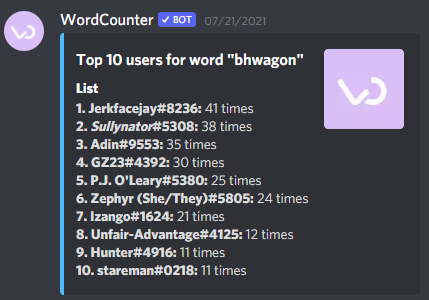 WordCounter ✓ BOT 07/21/2021
Top 10 users for word "bhwagon"
List
1. Jerkfacejay#8236: 41 times
2. Sullynator#5308: 38 times
3. Adin#9553: 35 times
4. GZ23#4392: 30 times
5. P.J. O'Leary#5380: 25 times
6. Zephyr (She/They)#5805: 24 times
7. Izango#1624: 21 times
8. Unfair-Advantage#4125: 12 times
9. Hunter#4916: 11 times
10. stareman#0218: 11 times